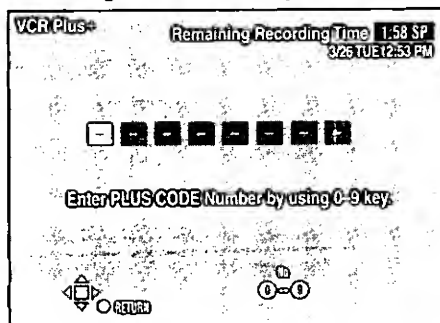 VCR Plus+
Remaining Recording Time 1:58 SP
3/26 TUE 12:53 PM
- - - - - - - -
Enter PLUS CODE Number by using 0-9 key.
No
0 - 9
RETURN